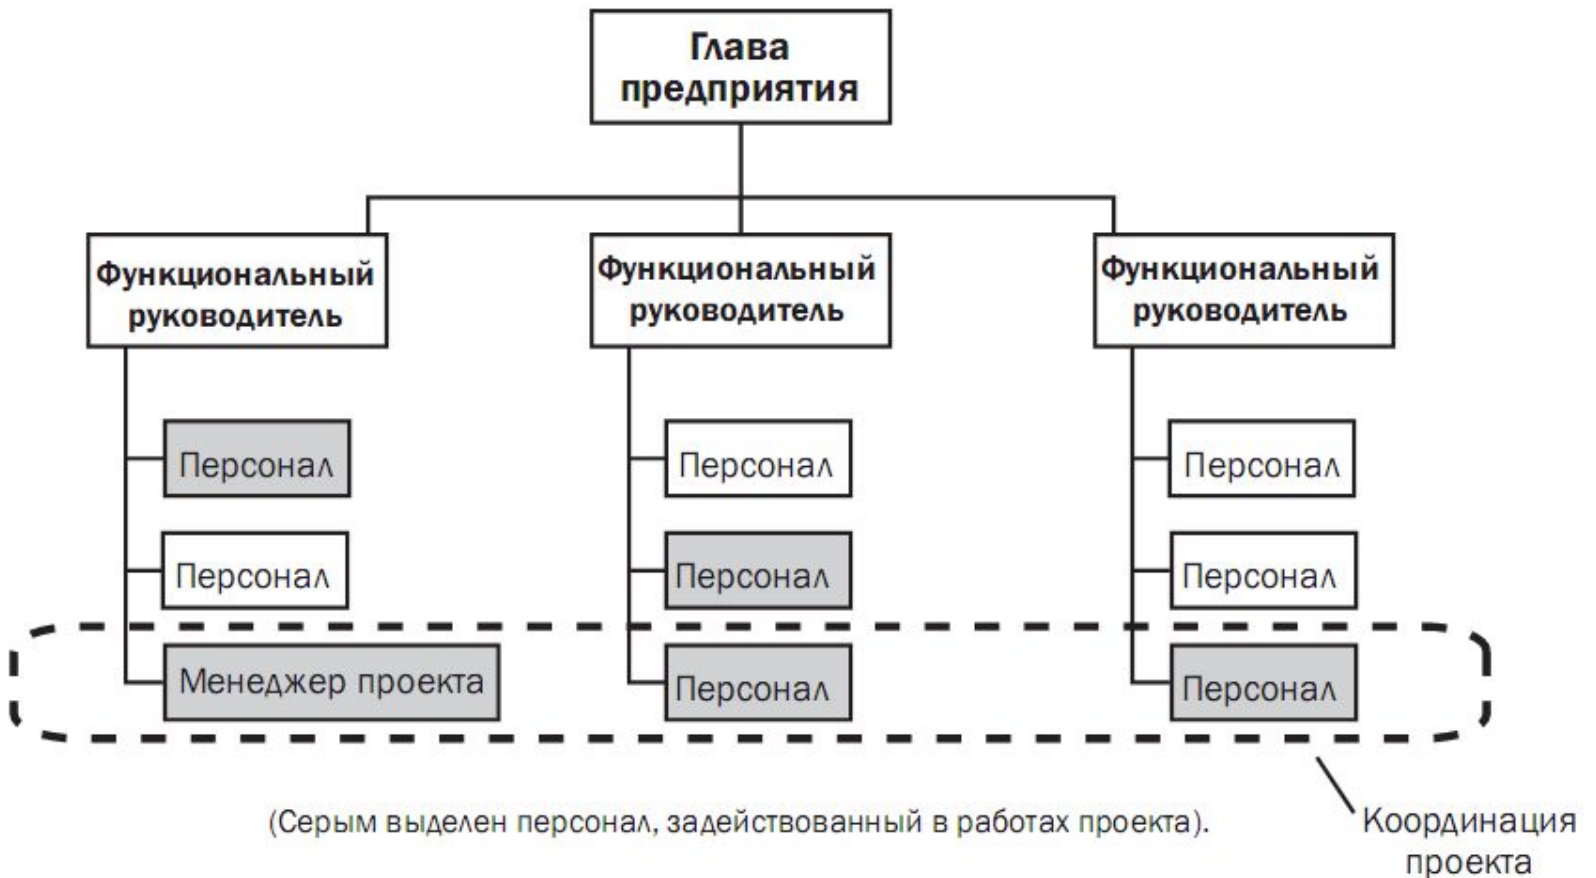 Глава
предприятия
Функциональный
руководитель
Функциональный
руководитель
Функциональный
руководитель
Персонал
Персонал
Персонал
Персонал
Персонал
Персонал
Менеджер проекта
Персонал
Персонал
(Серым выделен персонал, задействованный в работах проекта).
Координация
проекта